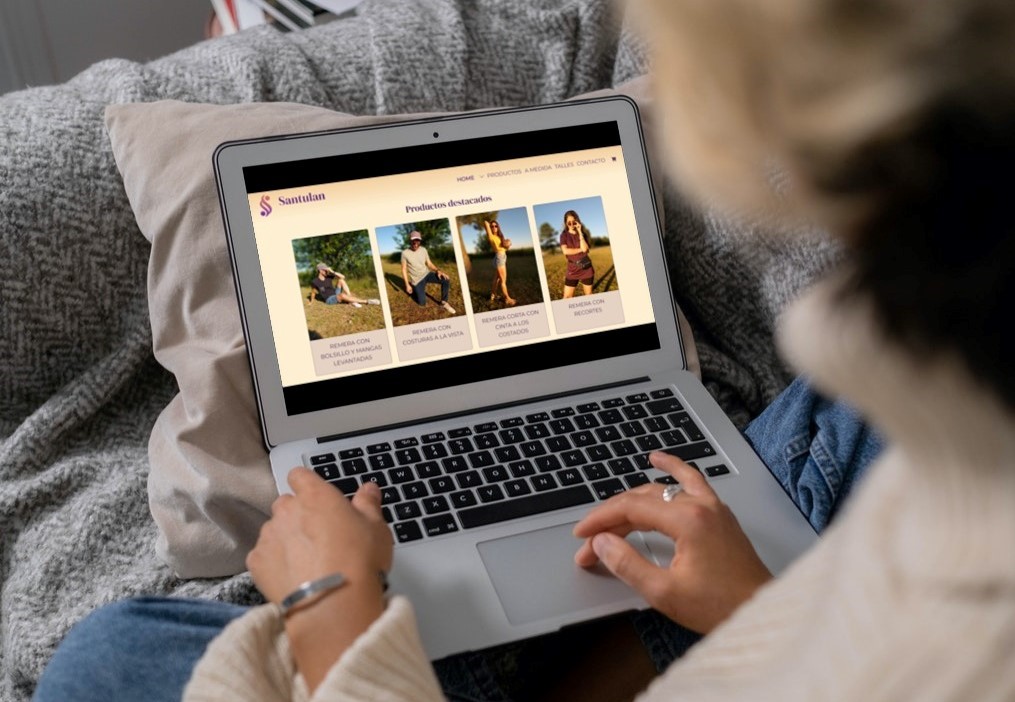 Santulan
HOME PRODUCTOS A MEDIDA TALLES CONTACTO
Productos destacados
REMERA CON
BOLSILLO Y MANGAS
LEVANTADAS
REMERA CON
COSTURAS A LA VISTA
REMERA CORTA CON
CINTA A LOS
COSTADOS
REMERA CON
RECORTES